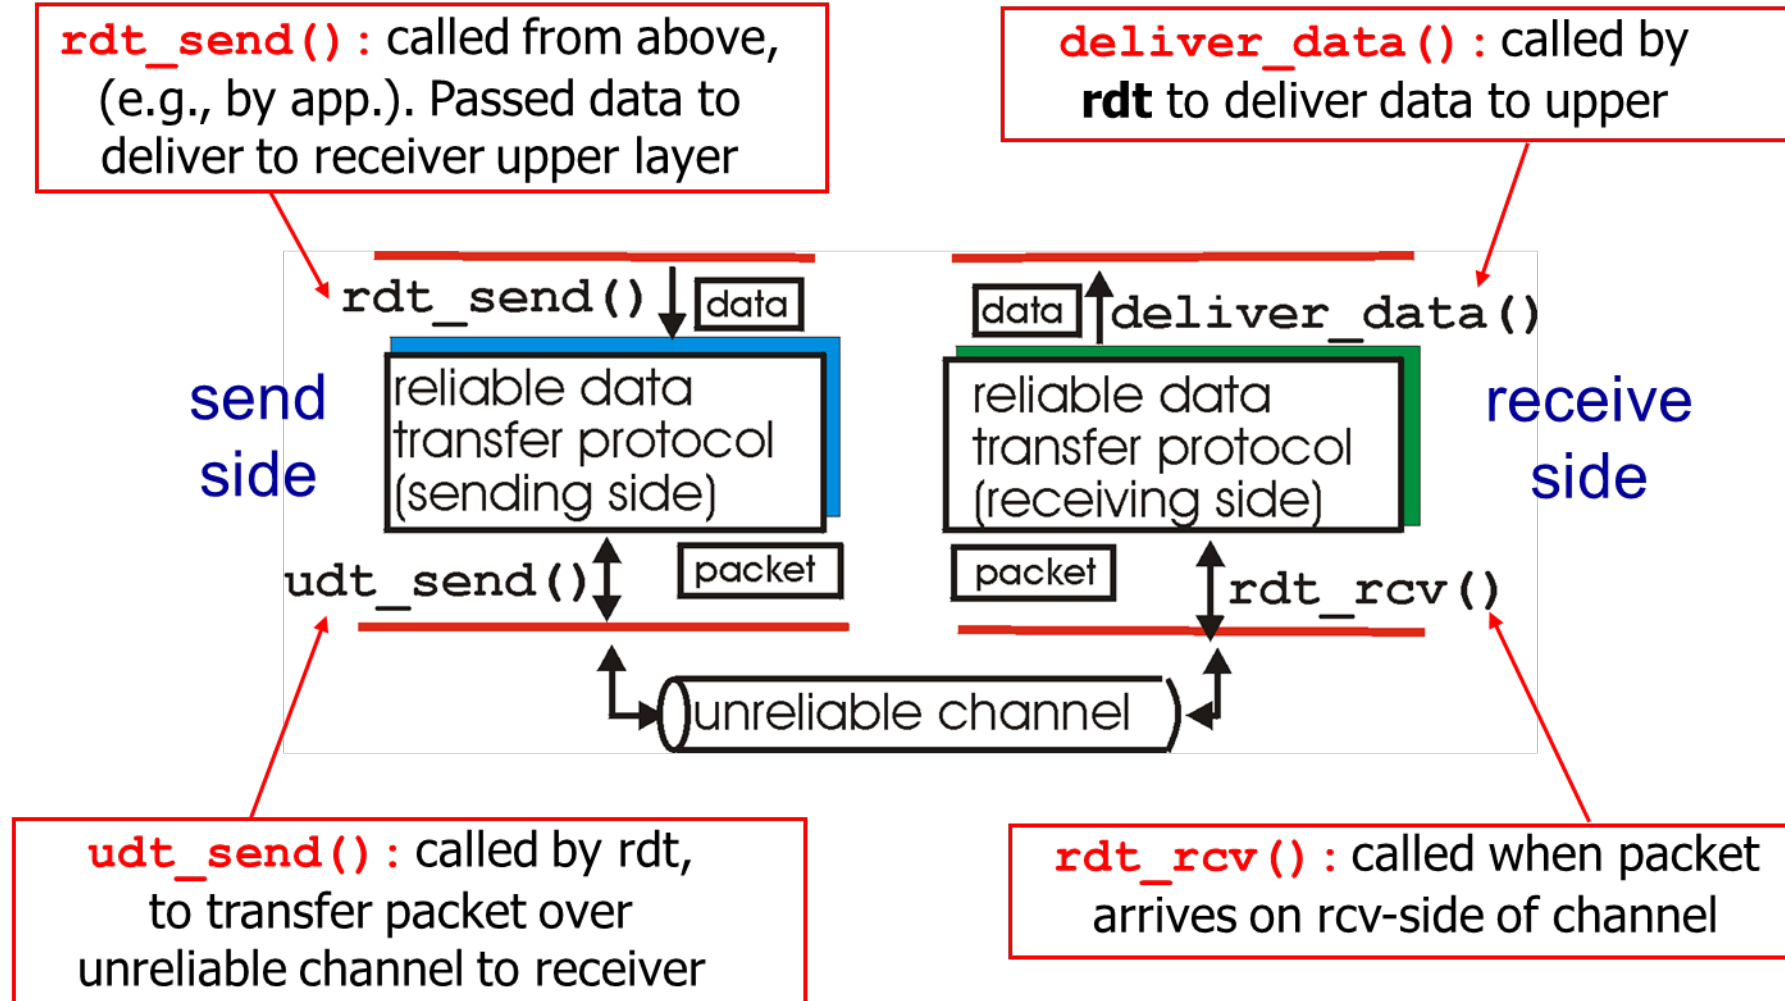 rdt_send(): called from above,
(e.g., by app.). Passed data to
deliver to receiver upper layer
deliver_data(): called by
rdt to deliver data to upper
rdt_send()
data
data
deliver_data()
send
side
reliable data
transfer protocol
(sending side)
reliable data
transfer protocol
(receiving side)
receive
side
udt_send()
packet
packet
rdt_rcv()
unreliable channel
udt_send(): called by rdt,
to transfer packet over
unreliable channel to receiver
rdt_rcv(): called when packet
arrives on rcv-side of channel